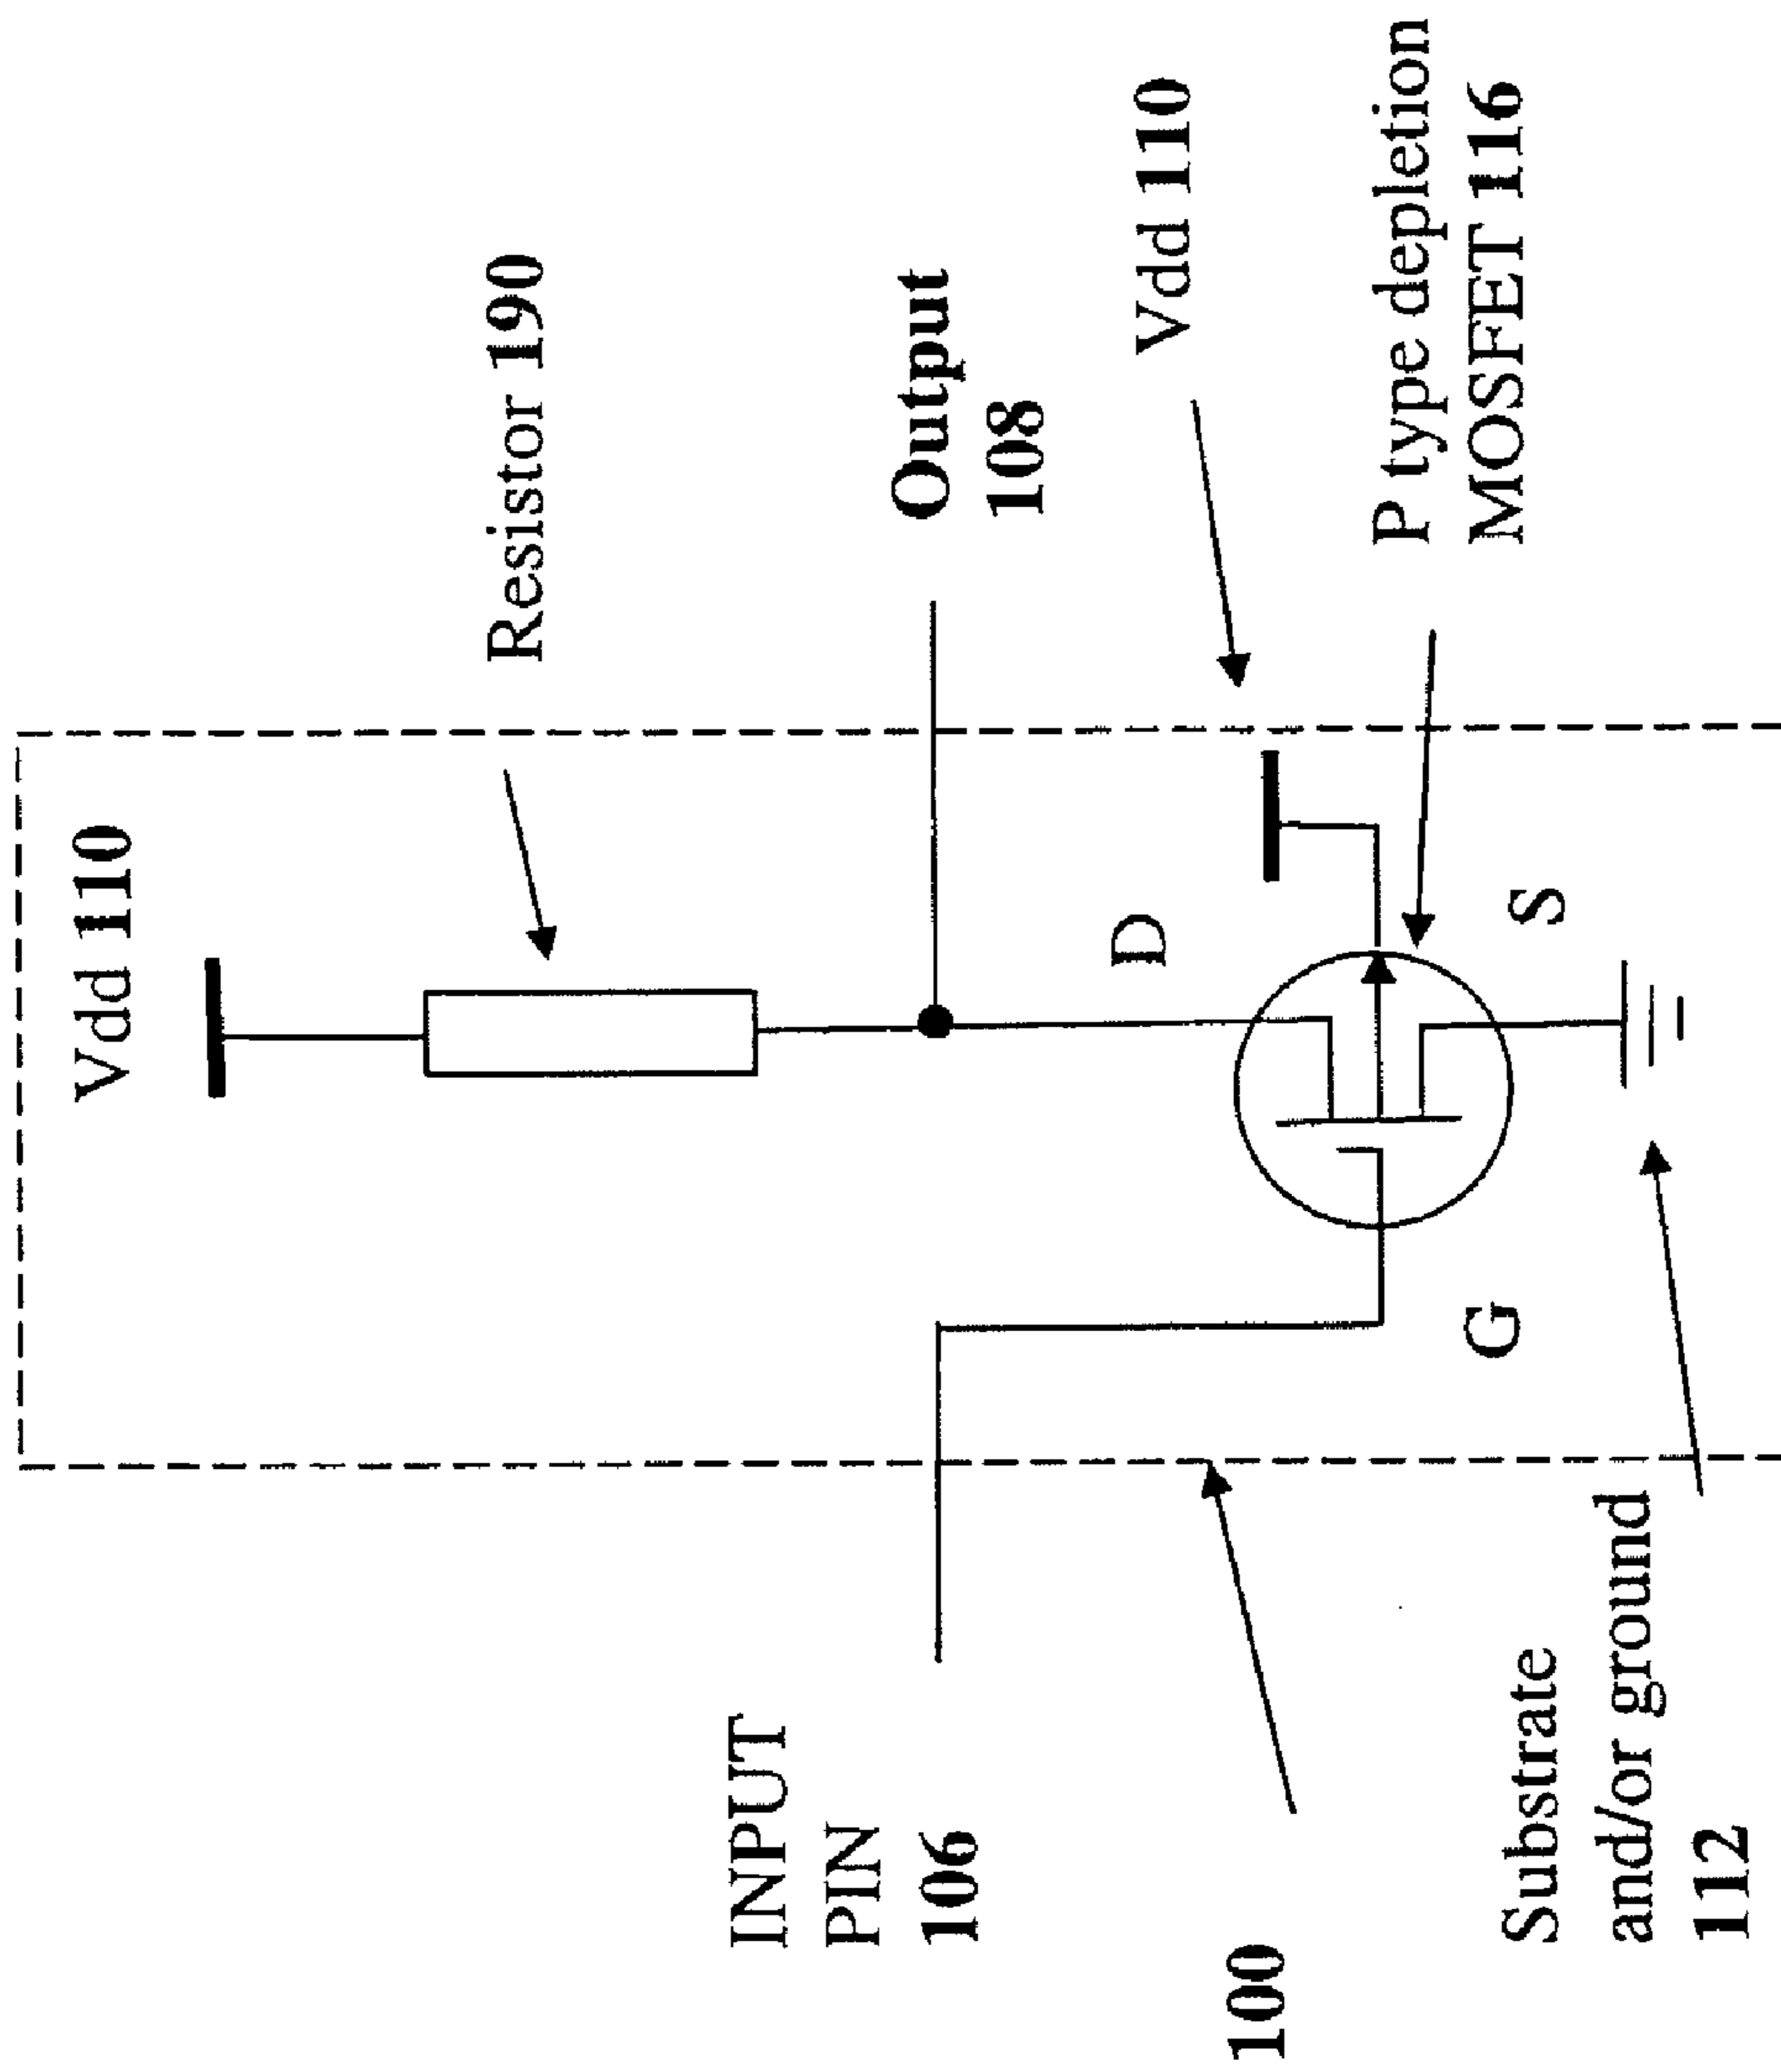 Vdd 110
Resistor 190
Output
108
Vdd 110
P type depletion
MOSFET 116
D
S
G
INPUT
PIN
106
100
Substrate
and/or ground
112